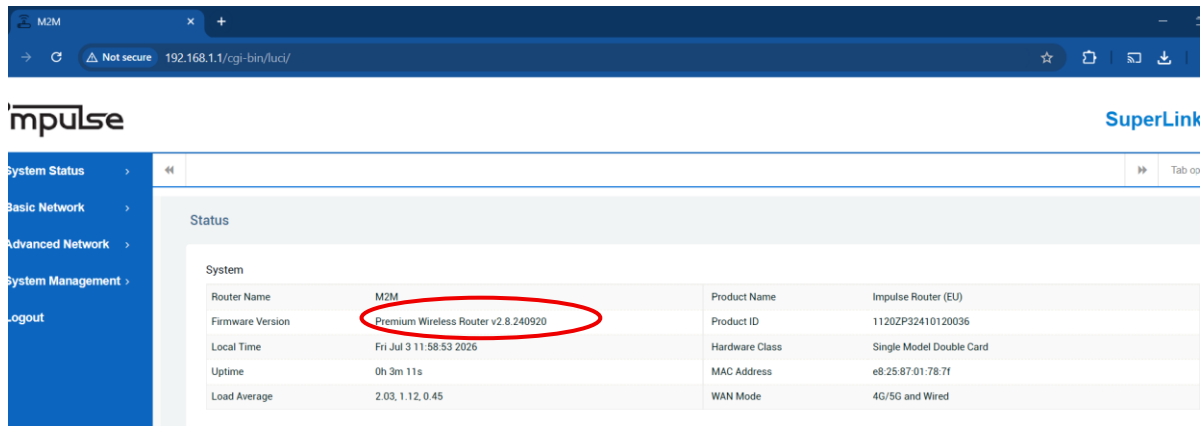 M2M
Not secure 192.168.1.1/cgi-bin/luci/
impulse
SuperLink
System Status
Tab op
Basic Network
Status
Advanced Network
System
System Management
Router Name M2M Product Name Impulse Router (EU)
Logout
Firmware Version Premium Wireless Router v2.8.240920 Product ID 1120ZP32410120036
Local Time Fri Jul 3 11:58:53 2026 Hardware Class Single Model Double Card
Uptime 0h 3m 11s MAC Address e8:25:87:01:78:7f
Load Average 2.03, 1.12, 0.45 WAN Mode 4G/5G and Wired